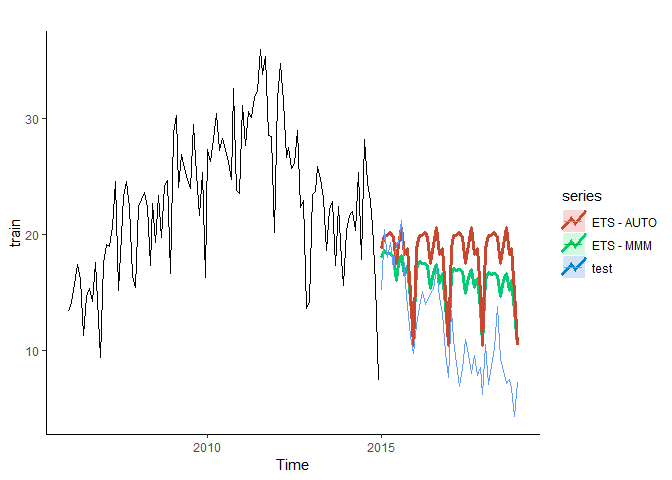 30
20
10
train
2010
2015
Time
series
ETS - AUTO
ETS - MMM
test